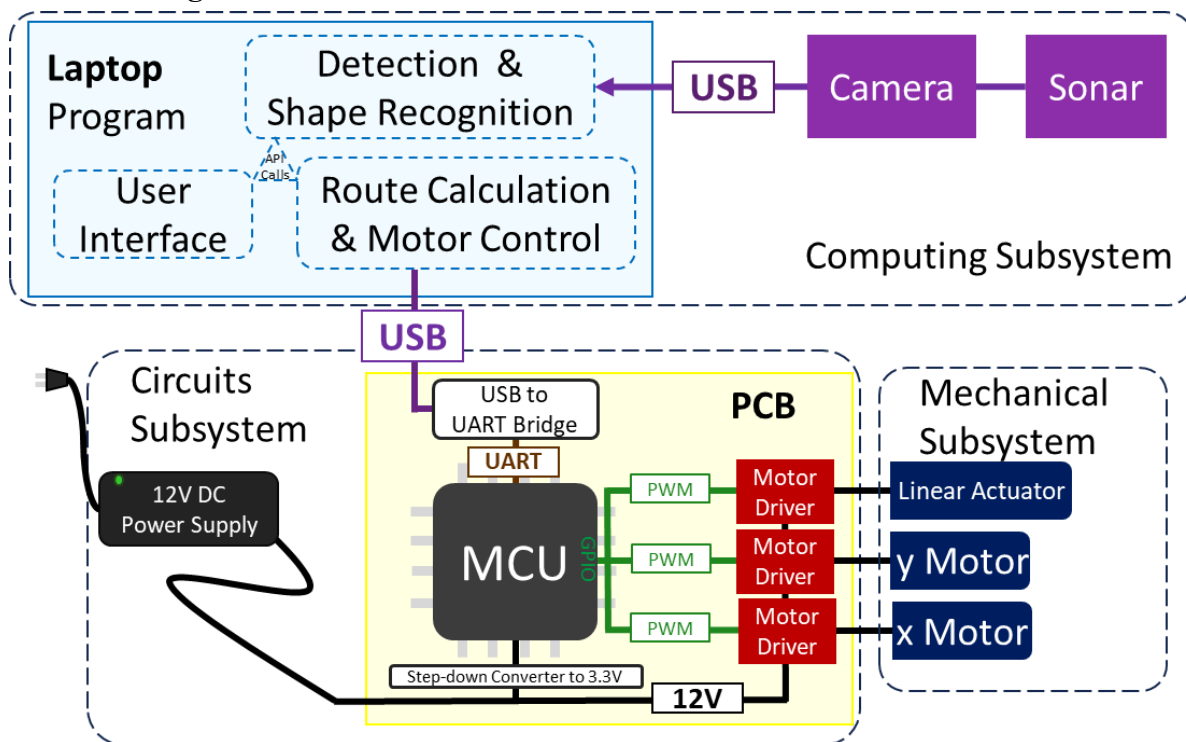 Laptop
Program
Detection &
Shape Recognition
USB
Camera
Sonar
API
Calls
User
Interface
Route Calculation
& Motor Control
Computing Subsystem
USB
Circuits
Subsystem
USB to
UART Bridge
PCB
Mechanical
Subsystem
UART
12V DC
Power Supply
MCU
GPIO
PWM
Motor
Driver
Linear Actuator
PWM
Motor
Driver
y Motor
PWM
Motor
Driver
x Motor
Step-down Converter to 3.3V
12V